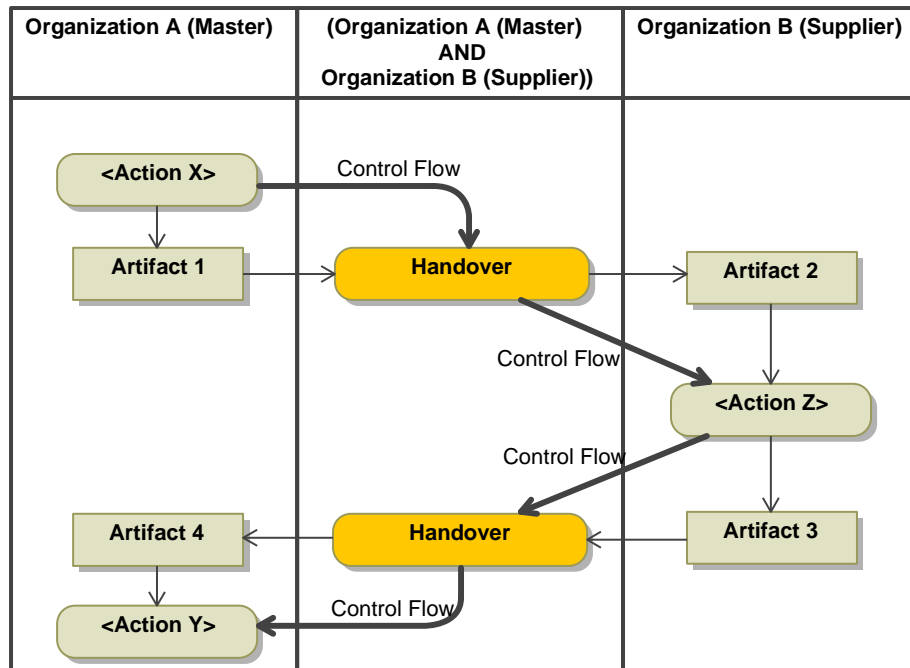 Organization A (Master)
(Organization A (Master)
AND
Organization B (Supplier))
Organization B (Supplier)
<Action X>
Control Flow
Artifact 1
Handover
Artifact 2
Control Flow
<Action Z>
Control Flow
Artifact 4
Handover
Artifact 3
Control Flow
<Action Y>